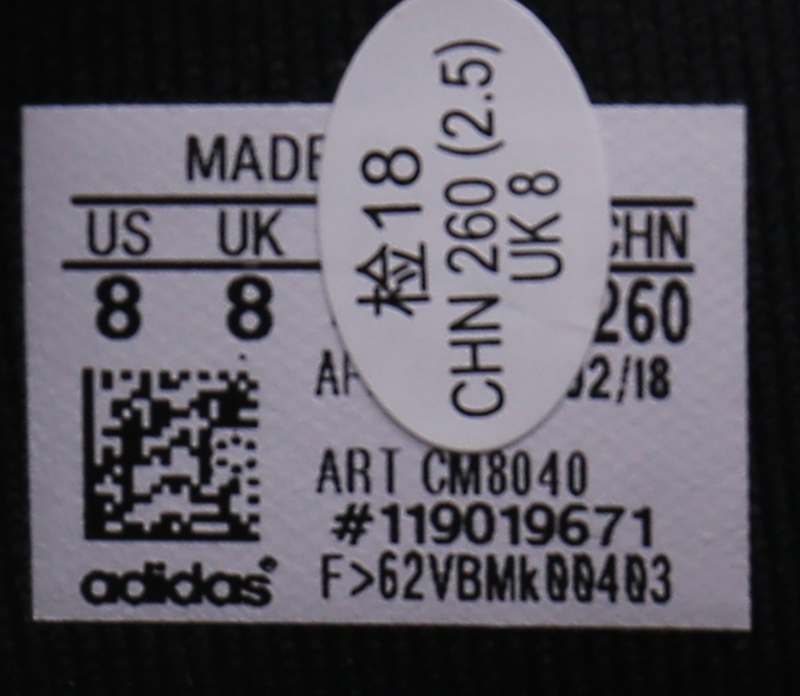 MADE
US UK CHN
8 8 260
02/18
ART CM8040
#119019671
adidas®
F>62VBMk00403
检18
CHN 260 (2.5)
UK 8